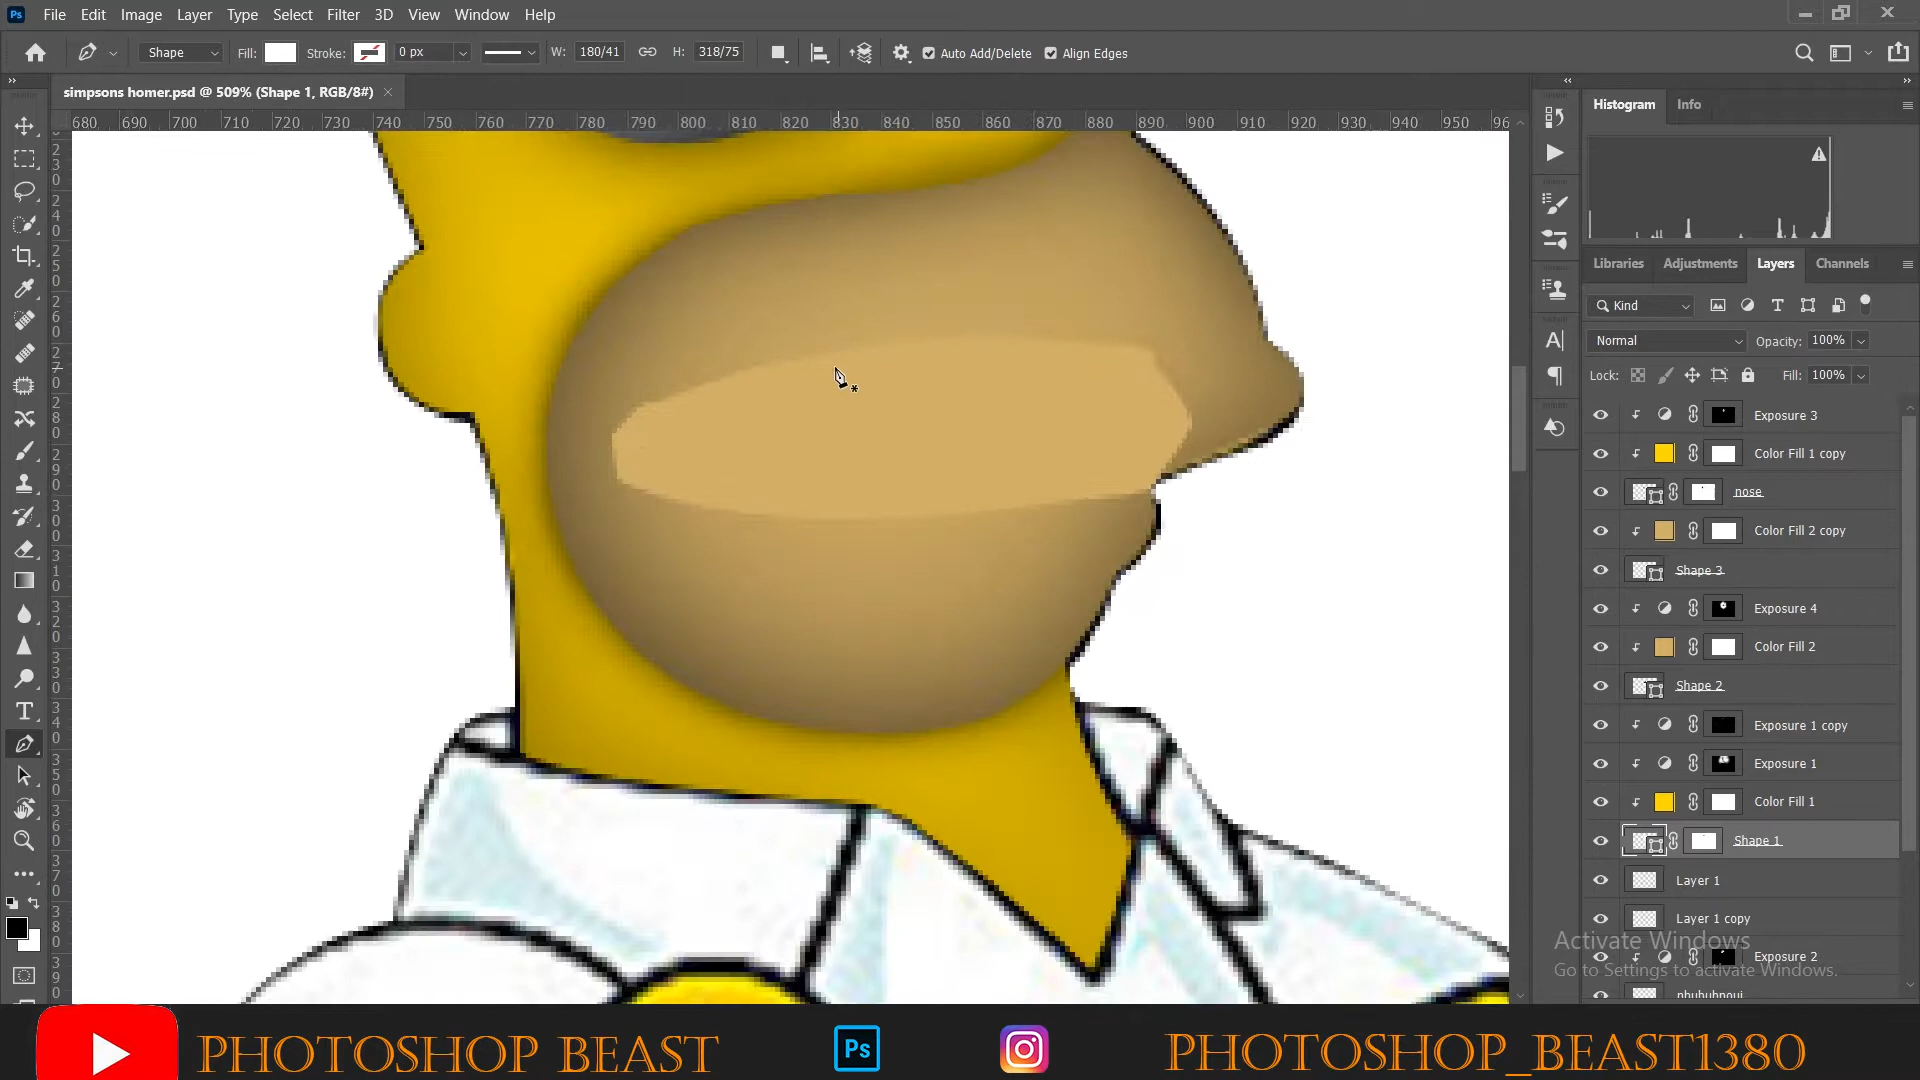 Ps File Edit Image Layer Type Select Filter 3D View Window Help
Shape Fill: Stroke: 0 px W: 180/41 H: 318/75 Auto Add/Delete Align Edges
simpsons homer.psd @ 509% (Shape 1, RGB/8#)
680 690 700 710 720 730 740 750 760 770 780 790 800 810 820 830 840 850 860 870 880 890 900 910 920 930 940 950 96
Histogram Info
Libraries Adjustments Layers Channels
Kind
Normal Opacity: 100%
Lock: Fill: 100%
Exposure 3
Color Fill 1 copy
nose
Color Fill 2 copy
Shape 3
Exposure 4
Color Fill 2
Shape 2
Exposure 1 copy
Exposure 1
Color Fill 1
Shape 1
Layer 1
Layer 1 copy
Exposure 2
Activate Windows
Go to Settings to activate Windows.
PHOTOSHOP BEAST Ps PHOTOSHOP_BEAST1380